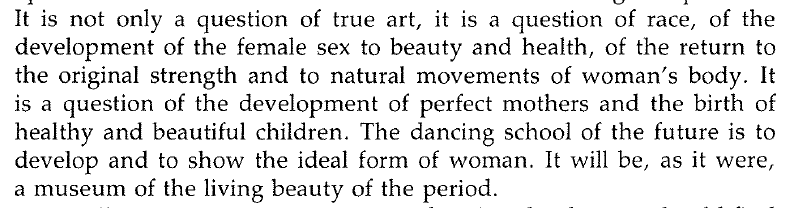 It is not only a question of true art, it is a question of race, of the
development of the female sex to beauty and health, of the return to
the original strength and to natural movements of woman's body. It
is a question of the development of perfect mothers and the birth of
healthy and beautiful children. The dancing school of the future is to
develop and to show the ideal form of woman. It will be, as it were,
a museum of the living beauty of the period.